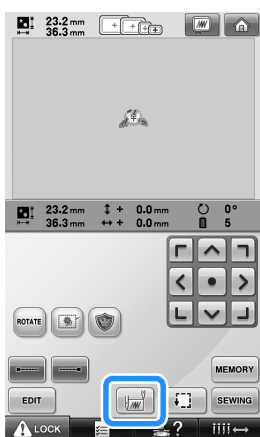 23.2 mm
36.3 mm
23.2 mm ↕ + 0.0 mm 0°
36.3 mm ↔ + 0.0 mm 5
ROTATE
MEMORY
EDIT
SEWING
LOCK ?